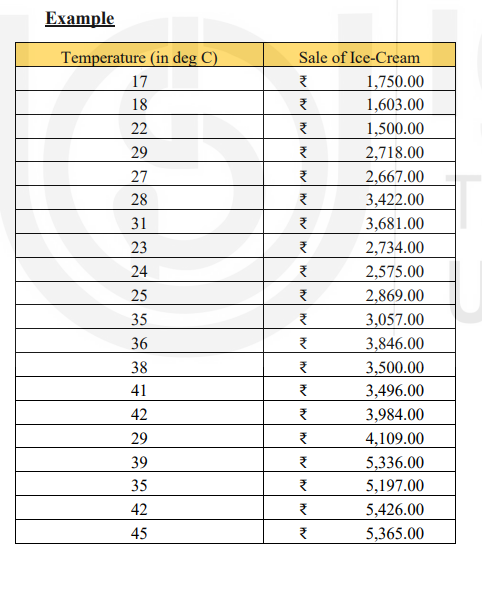 Example
Temperature (in deg C) Sale of Ice-Cream
17 ₹ 1,750.00
18 ₹ 1,603.00
22 ₹ 1,500.00
29 ₹ 2,718.00
27 ₹ 2,667.00
28 ₹ 3,422.00
31 ₹ 3,681.00
23 ₹ 2,734.00
24 ₹ 2,575.00
25 ₹ 2,869.00
35 ₹ 3,057.00
36 ₹ 3,846.00
38 ₹ 3,500.00
41 ₹ 3,496.00
42 ₹ 3,984.00
29 ₹ 4,109.00
39 ₹ 5,336.00
35 ₹ 5,197.00
42 ₹ 5,426.00
45 ₹ 5,365.00